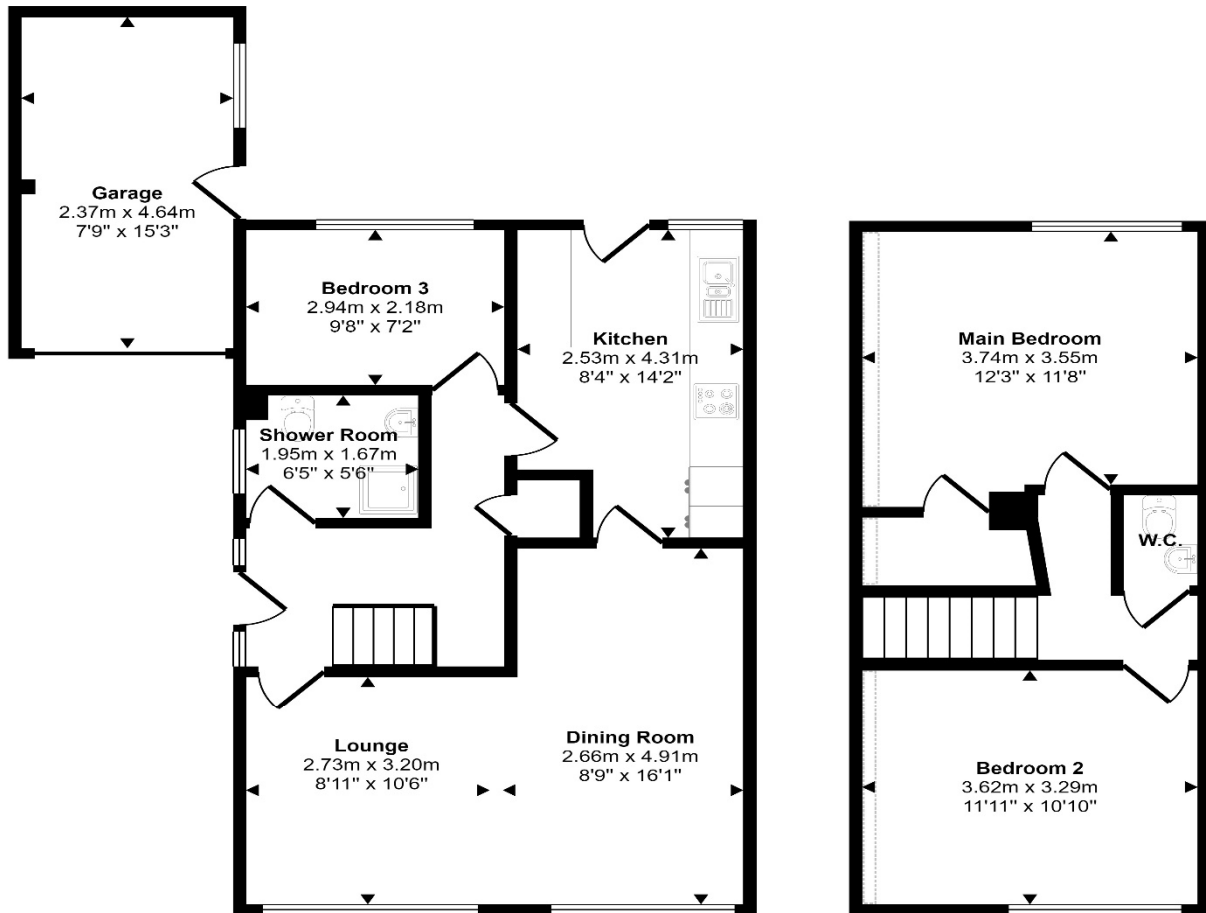 Garage
2.37m x 4.64m
7'9" x 15'3"
Bedroom 3
2.94m x 2.18m
9'8" x 7'2"
Kitchen
2.53m x 4.31m
8'4" x 14'2"
Shower Room
1.95m x 1.67m
6'5" x 5'6"
Lounge
2.73m x 3.20m
8'11" x 10'6"
Dining Room
2.66m x 4.91m
8'9" x 16'1"
Main Bedroom
3.74m x 3.55m
12'3" x 11'8"
W.C.
Bedroom 2
3.62m x 3.29m
11'11" x 10'10"